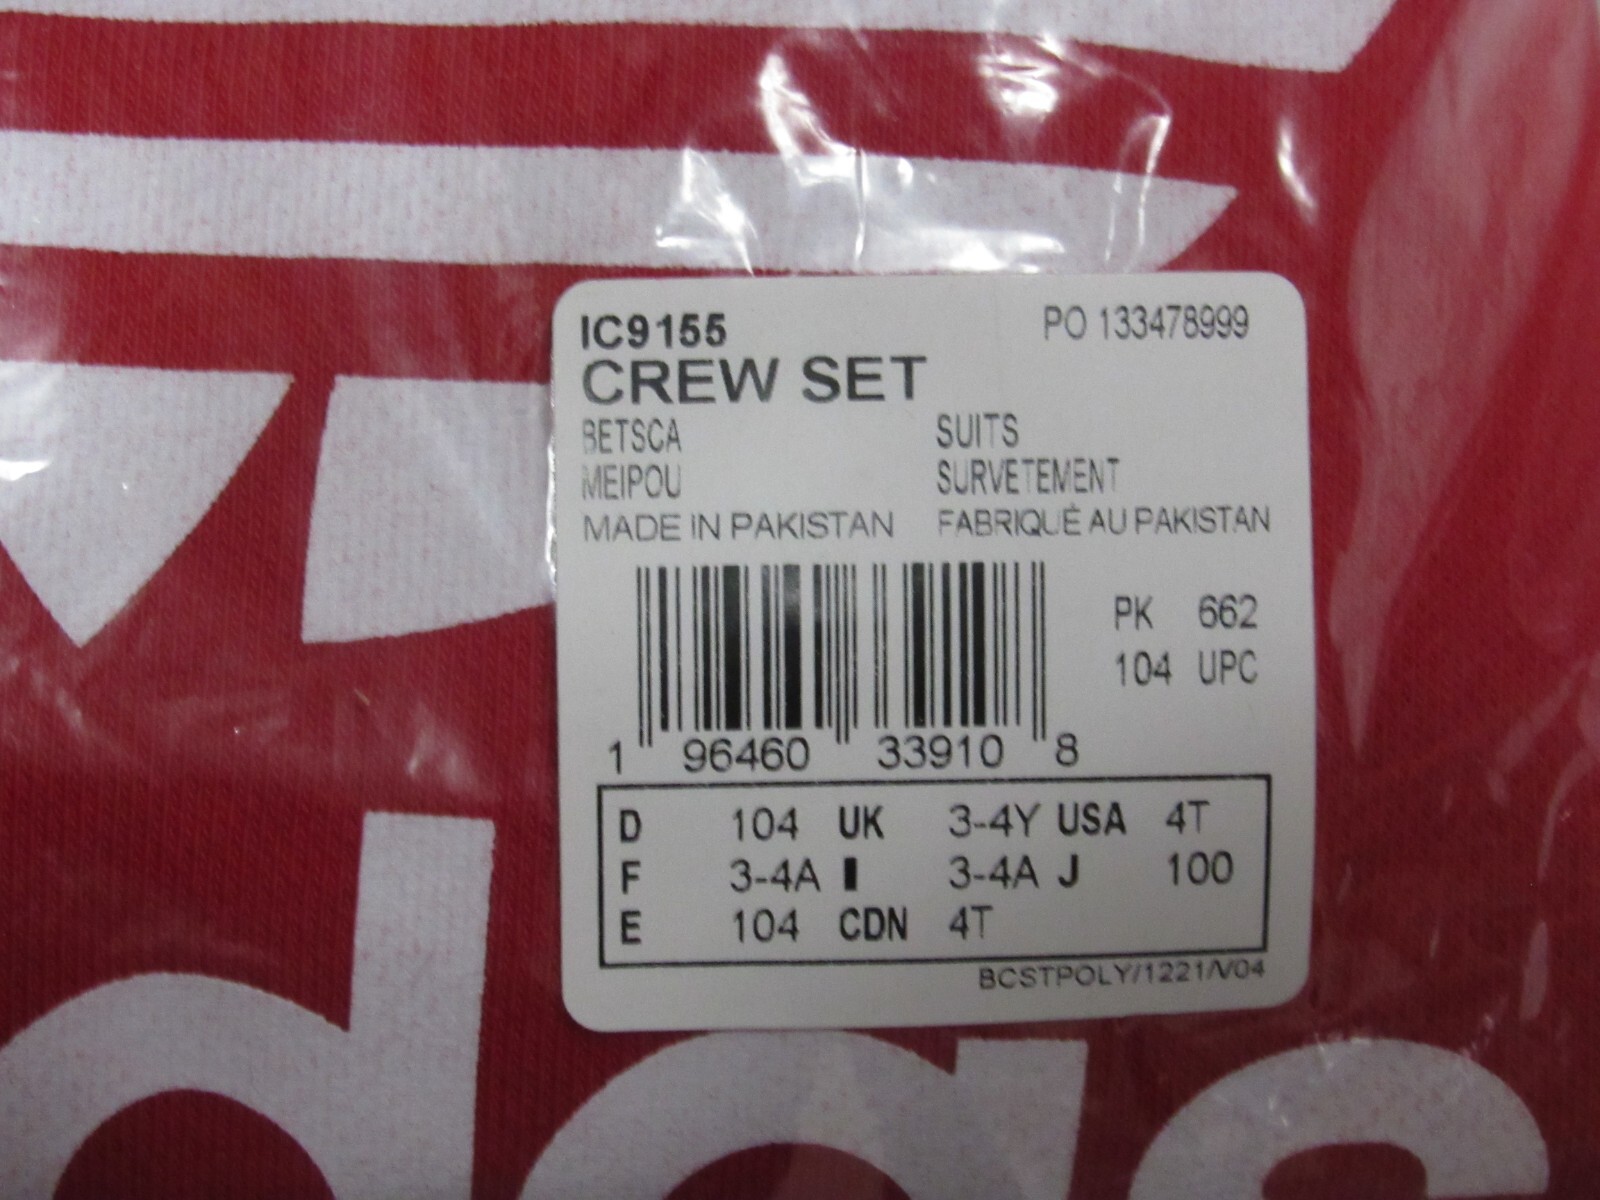 IC9155 PO 133478999
CREW SET
BETSCA SUITS
MEIPOU SURVETEMENT
MADE IN PAKISTAN FABRIQUÉ AU PAKISTAN
PK 662
104 UPC
1 96460 33910 8
D 104 UK 3-4Y USA 4T
F 3-4A I 3-4A J 100
E 104 CDN 4T
BCSTPOLY/1221/V04
adidas